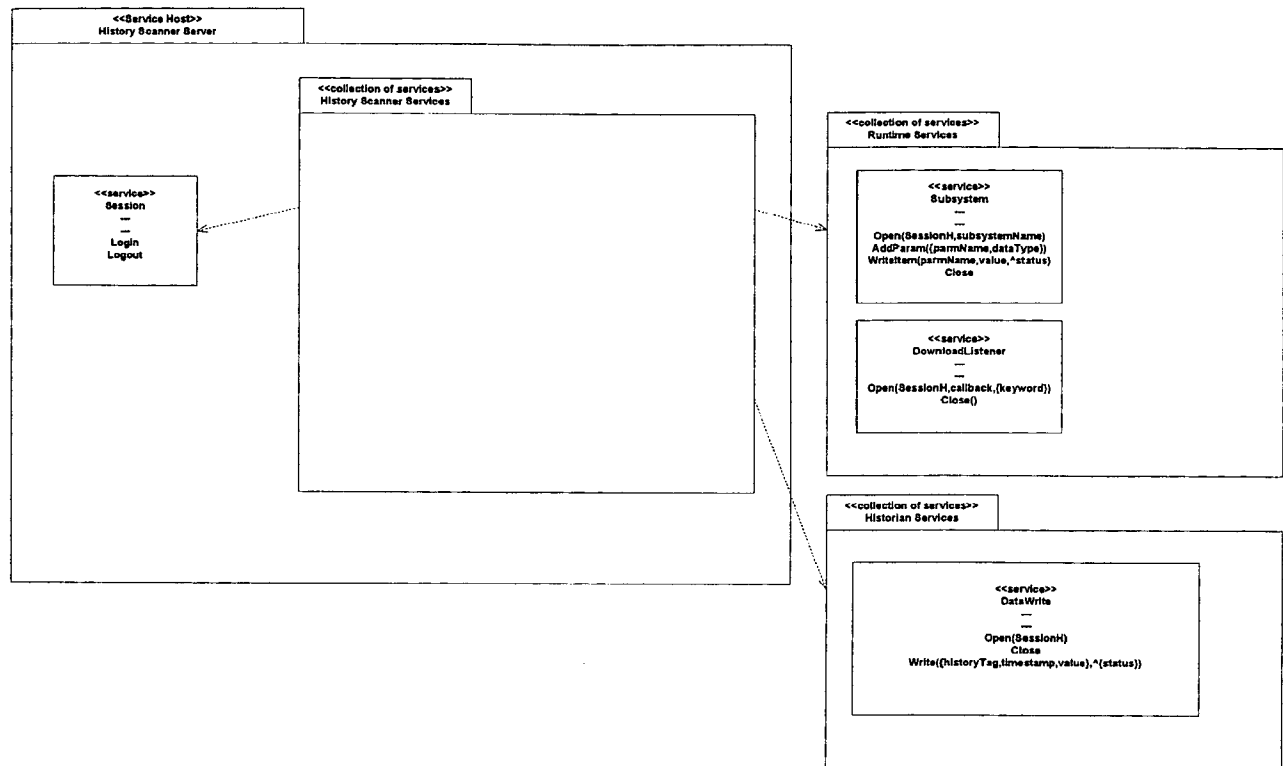 <<Service Host>>
History Scanner Server
<<collection of services>>
History Scanner Services
<<service>>
Session
---
---
Login
Logout
<<collection of services>>
Runtime Services
<<service>>
Subsystem
---
---
Open(SessionH,subsystemName)
AddParam({parmName,dataType})
WriteItem(parmName,value,^status)
Close
<<service>>
DownloadListener
---
---
Open(SessionH,callback,{keyword})
Close()
<<collection of services>>
Historian Services
<<service>>
DataWrite
---
---
Open(SessionH)
Close
Write({historyTag,timestamp,value},^{status})